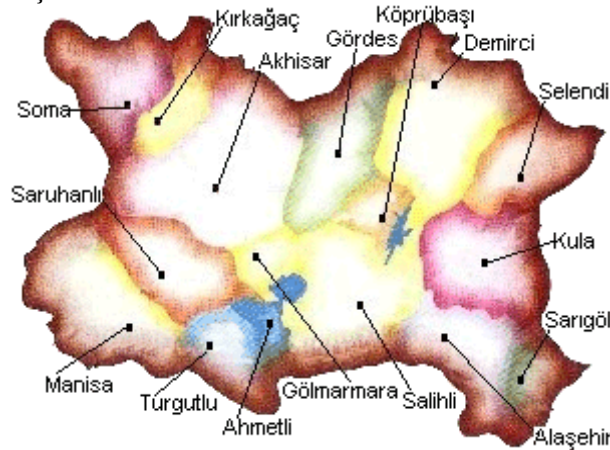 Kırkağaç
Köprübaşı
Gördes
Demirci
Akhisar
Soma
Selendi
Saruhanlı
Kula
Sarıgöl
Manisa
Turgutlu
Gölmarmara
Salihli
Ahmetli
Alaşehir